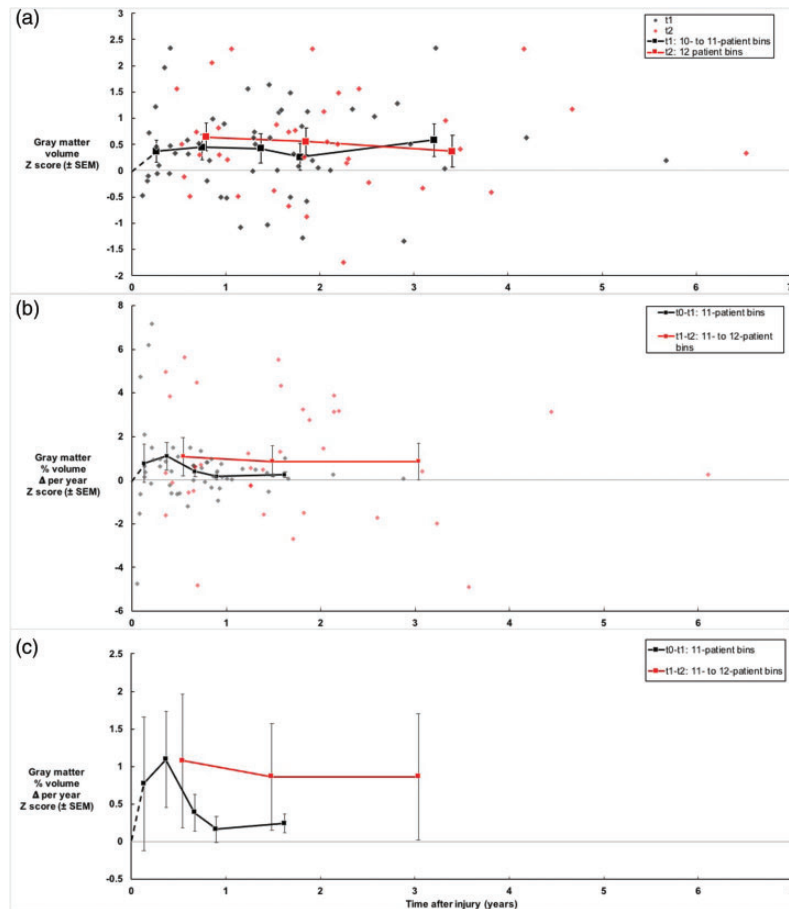 (a)
3
2.5
2
1.5
1
0.5
0
-0.5
-1
-1.5
-2
Gray matter
volume
Z score (± SEM)
t1
t2
t1: 10- to 11-patient bins
t2: 12 patient bins
0 1 2 3 4 5 6 7
(b)
8
6
4
2
0
-2
-4
-6
Gray matter
% volume
Δ per year
Z score (± SEM)
t0-t1: 11-patient bins
t1-t2: 11- to 12-patient
bins
0 1 2 3 4 5 6
(c)
2.5
2
1.5
1
0.5
0
-0.5
Gray matter
% volume
Δ per year
Z score (± SEM)
t0-t1: 11-patient bins
t1-t2: 11- to 12-patient bins
0 1 2 3 4 5 6
Time after injury (years)